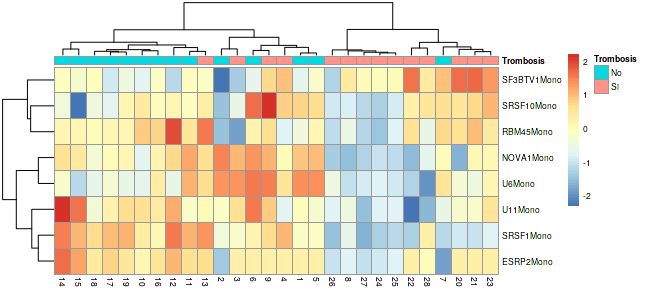 Trombosis
SF3BTV1Mono
SRSF10Mono
RBM45Mono
NOVA1Mono
U6Mono
U11Mono
SRSF1Mono
ESRP2Mono
14 15 18 17 19 10 16 12 11 13 2 3 6 9 4 1 5 26 8 27 24 25 22 28 7 20 21 23
2
1
0
-1
-2
Trombosis
No
SI